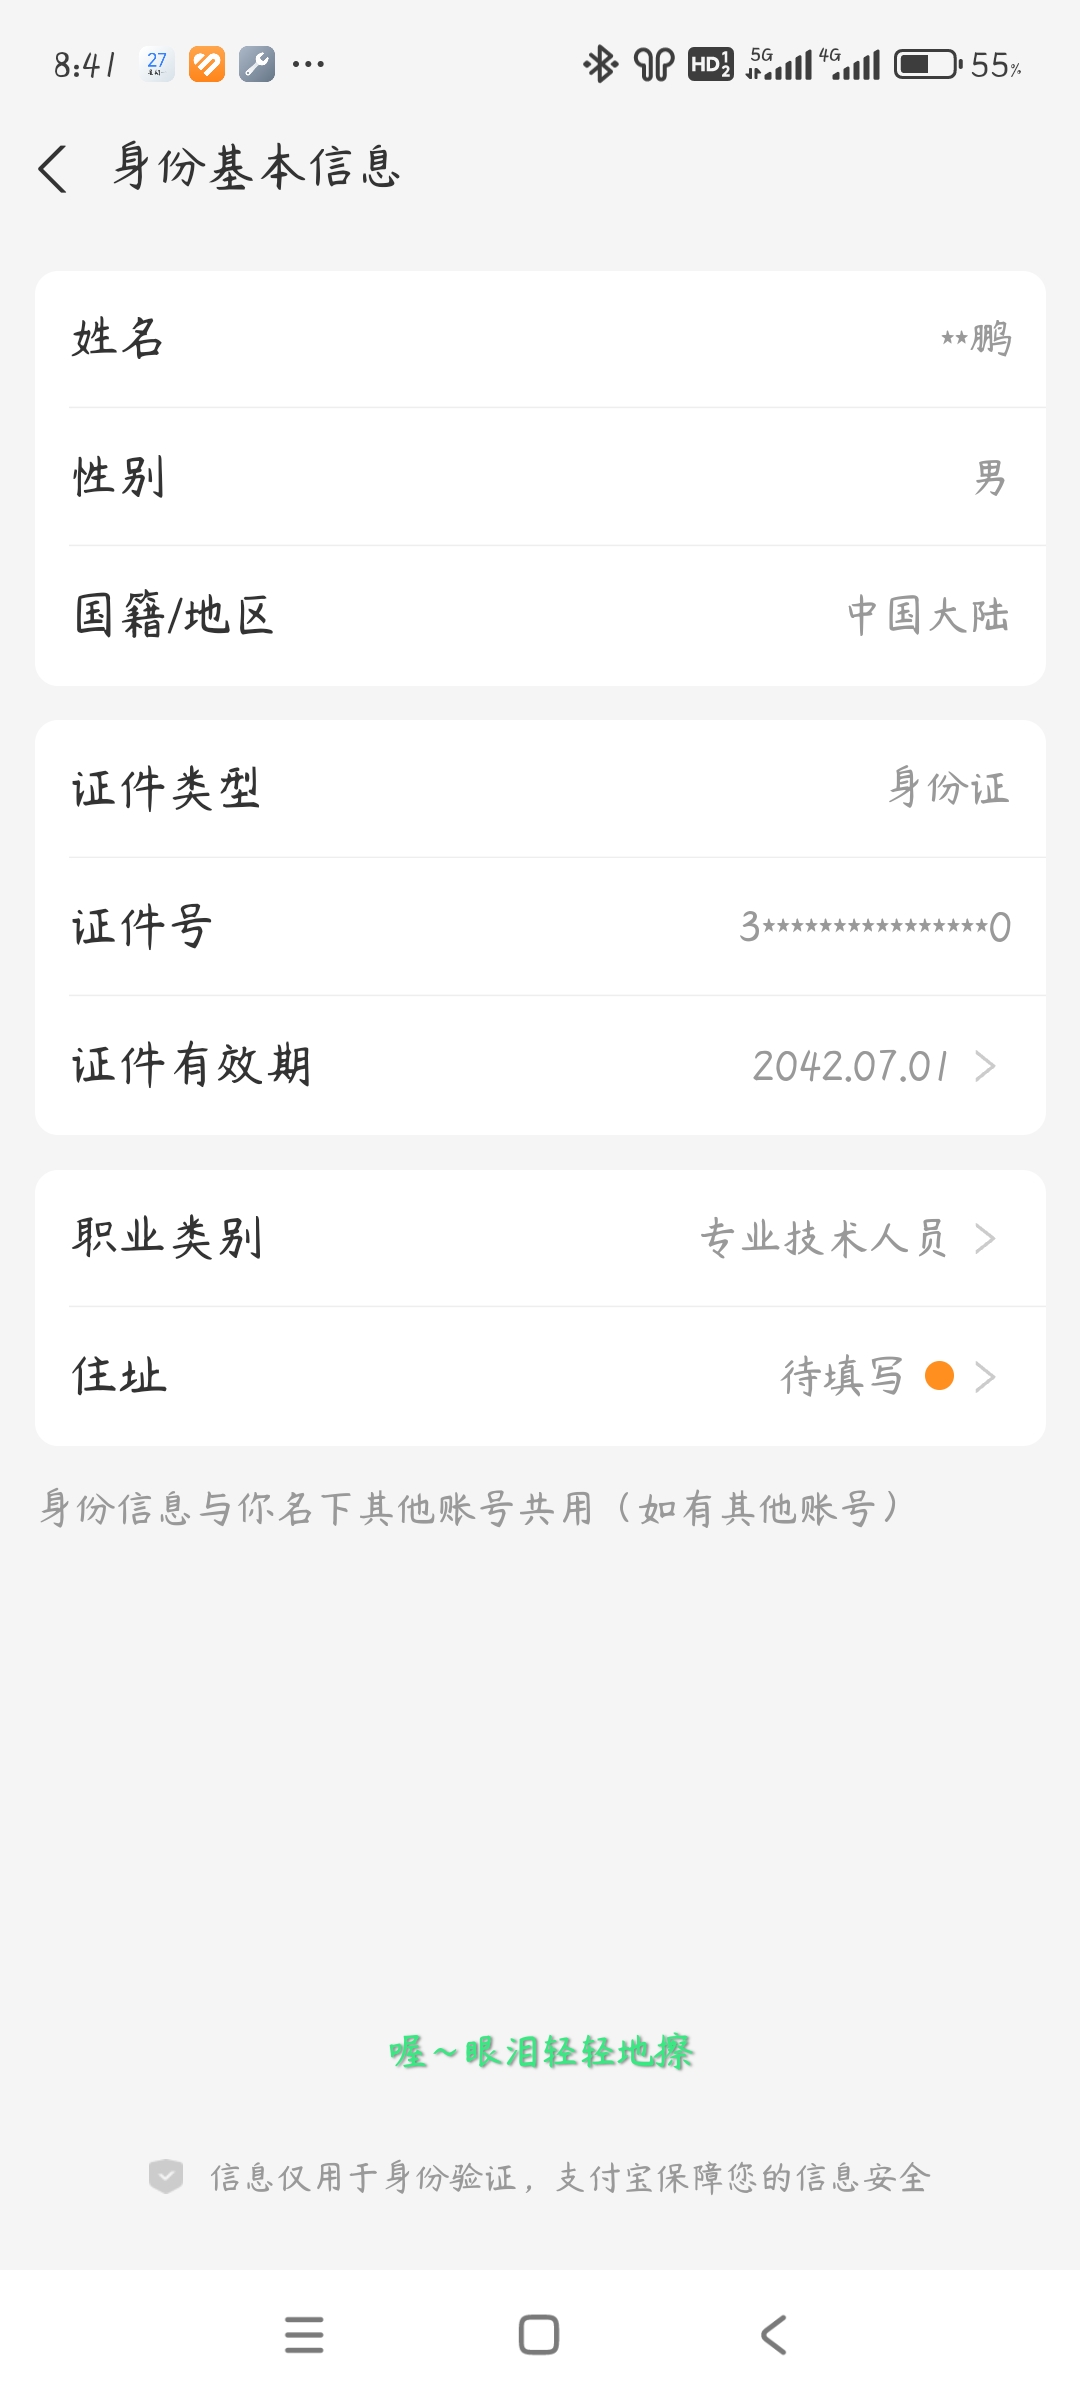 8:41 27 HD 1 2 5G 4G 55%
身份基本信息
姓名 **鹏
性别 男
国籍/地区 中国大陆
证件类型 身份证
证件号 3****************0
证件有效期 2042.07.01
职业类别 专业技术人员
住址 待填写
身份信息与你名下其他账号共用（如有其他账号）
喔~眼泪轻轻地擦
信息仅用于身份验证，支付宝保障您的信息安全